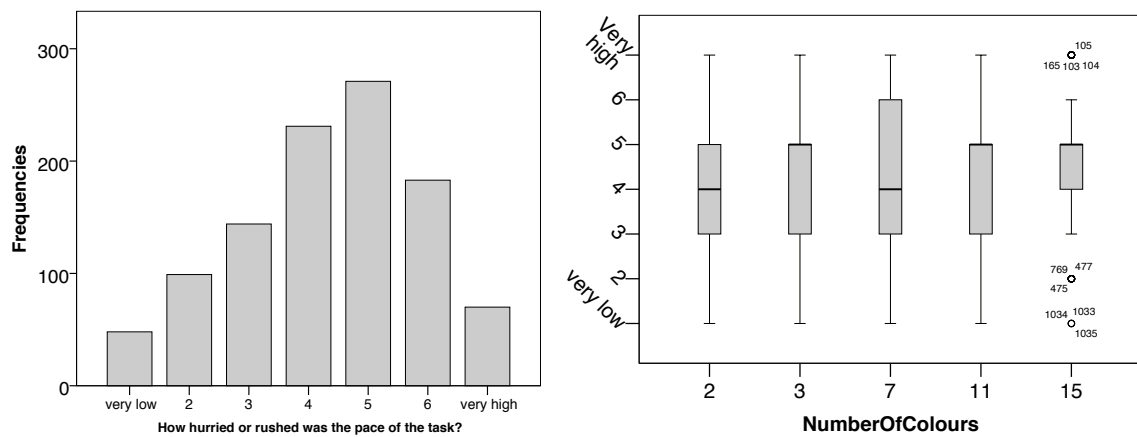 300
200
100
0
Frequencies
very low 2 3 4 5 6 very high
How hurried or rushed was the pace of the task?
Very
high
6
5
4
3
2
very low
105
165 103 104
769 477
475
1034 1033
1035
2 3 7 11 15
NumberOfColours